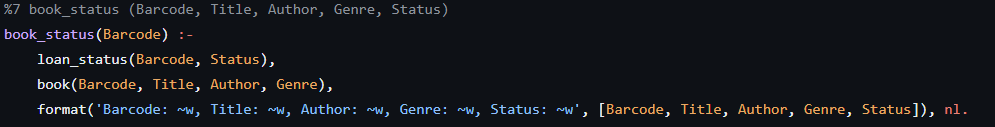 %7 book_status (Barcode, Title, Author, Genre, Status)
book_status(Barcode) :-
    loan_status(Barcode, Status),
    book(Barcode, Title, Author, Genre),
    format('Barcode: ~w, Title: ~w, Author: ~w, Genre: ~w, Status: ~w', [Barcode, Title, Author, Genre, Status]), nl.